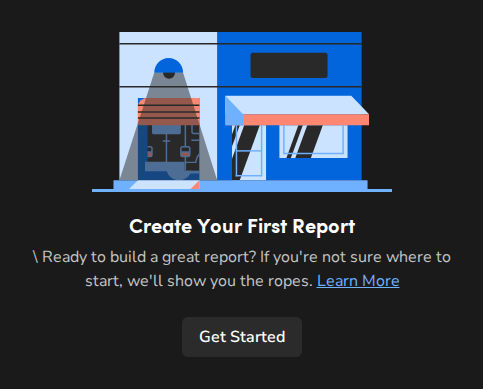 Create Your First Report
\ Ready to build a great report? If you're not sure where to
start, we'll show you the ropes. Learn More
Get Started